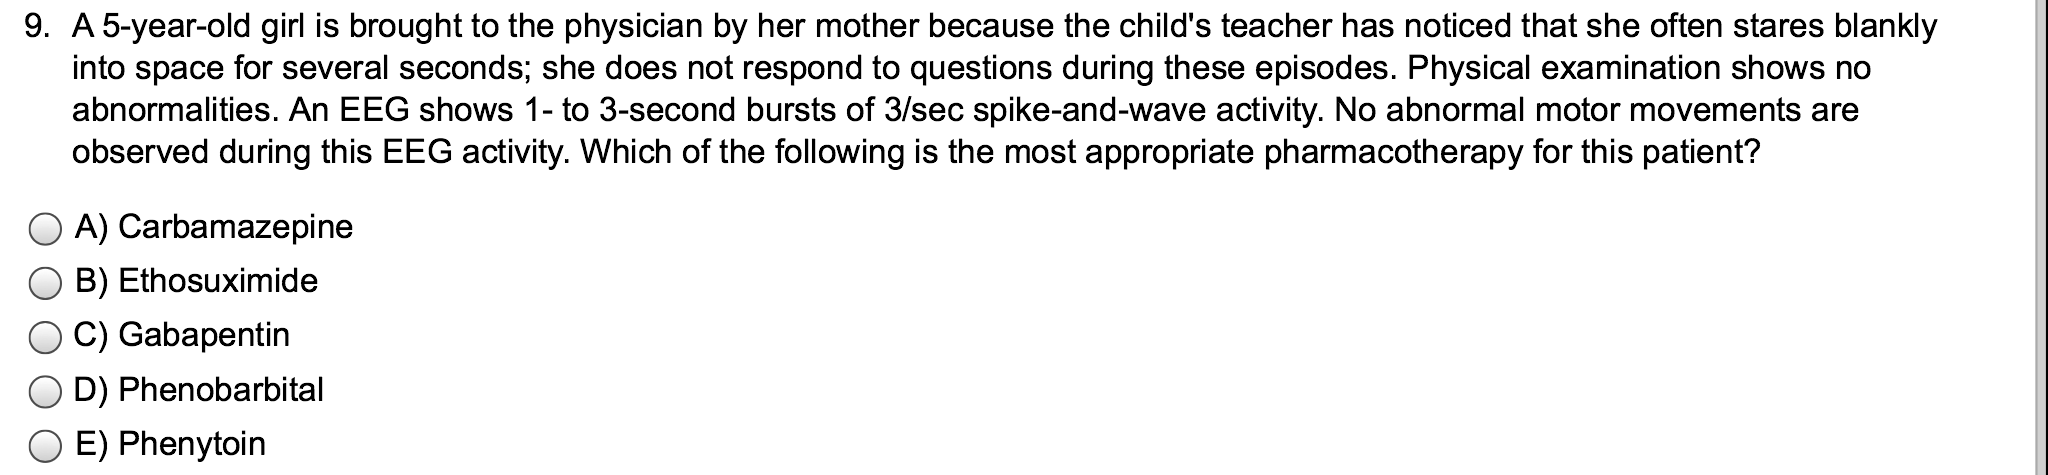 9. A 5-year-old girl is brought to the physician by her mother because the child's teacher has noticed that she often stares blankly
into space for several seconds; she does not respond to questions during these episodes. Physical examination shows no
abnormalities. An EEG shows 1- to 3-second bursts of 3/sec spike-and-wave activity. No abnormal motor movements are
observed during this EEG activity. Which of the following is the most appropriate pharmacotherapy for this patient?
A) Carbamazepine
B) Ethosuximide
C) Gabapentin
D) Phenobarbital
E) Phenytoin